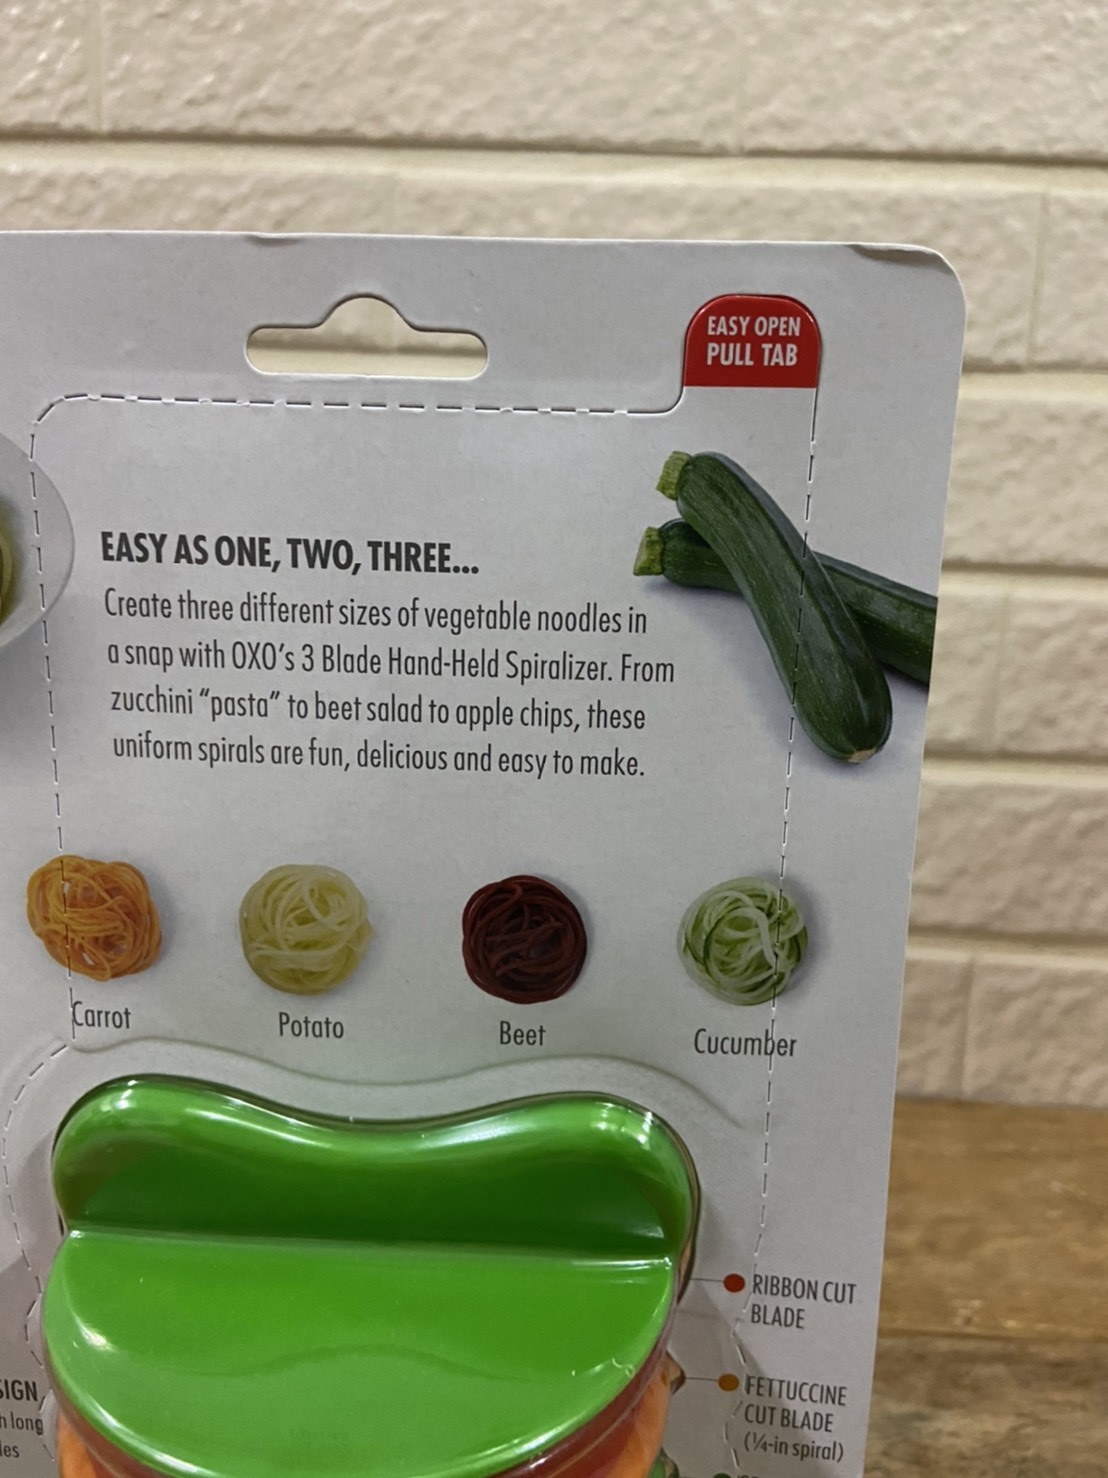 EASY OPEN
PULL TAB
EASY AS ONE, TWO, THREE...
Create three different sizes of vegetable noodles in
a snap with OXO's 3 Blade Hand-Held Spiralizer. From
zucchini “pasta” to beet salad to apple chips, these
uniform spirals are fun, delicious and easy to make.
Carrot
Potato
Beet
Cucumber
RIBBON CUT
BLADE
FETTUCCINE
CUT BLADE
(¼-in spiral)
long